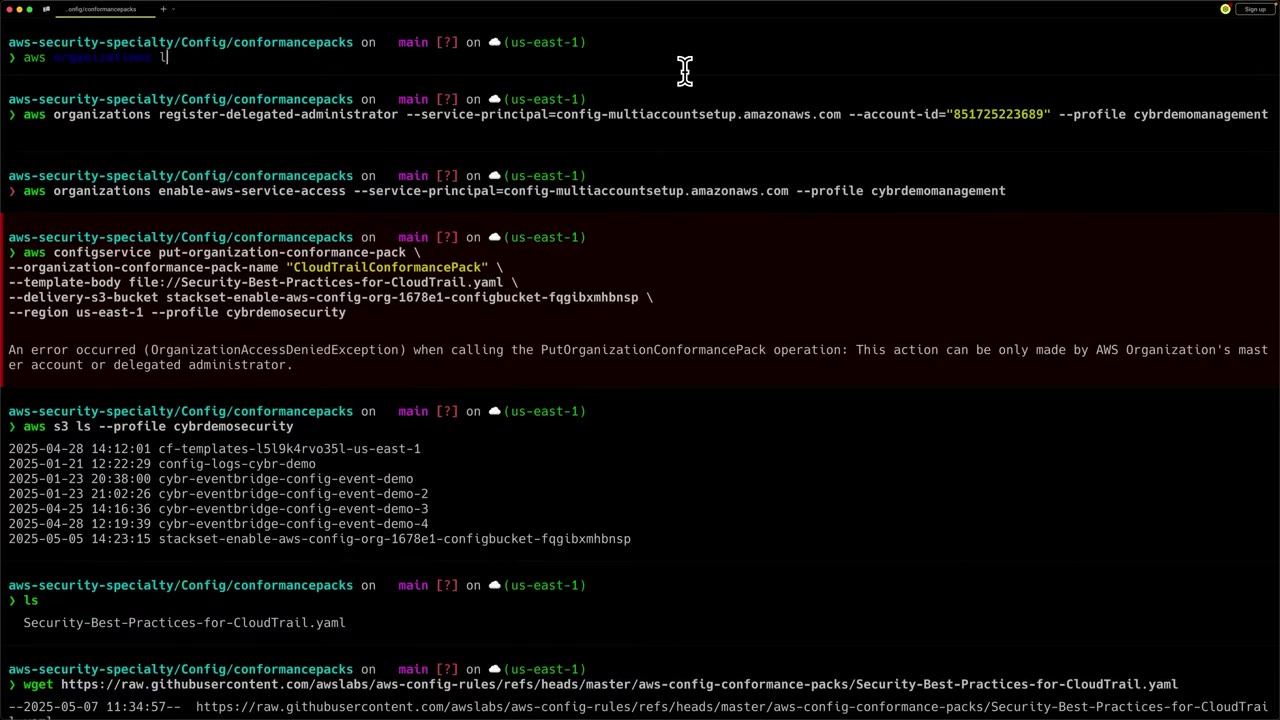 ..onfig/conformancepacks
Sign up
aws-security-specialty/Config/conformancepacks on main [?] on (us-east-1)
❯ aws organizations l
aws-security-specialty/Config/conformancepacks on main [?] on (us-east-1)
❯ aws organizations register-delegated-administrator --service-principal=config-multiaccountsetup.amazonaws.com --account-id="851725223689" --profile cybrdemomanagement
aws-security-specialty/Config/conformancepacks on main [?] on (us-east-1)
❯ aws organizations enable-aws-service-access --service-principal=config-multiaccountsetup.amazonaws.com --profile cybrdemomanagement
aws-security-specialty/Config/conformancepacks on main [?] on (us-east-1)
❯ aws configservice put-organization-conformance-pack \
--organization-conformance-pack-name "CloudTrailConformancePack" \
--template-body file://Security-Best-Practices-for-CloudTrail.yaml \
--delivery-s3-bucket stackset-enable-aws-config-org-1678e1-configbucket-fqgibxmhbnsp \
--region us-east-1 --profile cybrdemosecurity
An error occurred (OrganizationAccessDeniedException) when calling the PutOrganizationConformancePack operation: This action can be only made by AWS Organization's mast
er account or delegated administrator.
aws-security-specialty/Config/conformancepacks on main [?] on (us-east-1)
❯ aws s3 ls --profile cybrdemosecurity
2025-04-28 14:12:01 cf-templates-l5l9k4rvo35l-us-east-1
2025-01-21 12:22:29 config-logs-cybr-demo
2025-01-23 20:38:00 cybr-eventbridge-config-event-demo
2025-01-23 21:02:26 cybr-eventbridge-config-event-demo-2
2025-04-25 14:16:36 cybr-eventbridge-config-event-demo-3
2025-04-28 12:19:39 cybr-eventbridge-config-event-demo-4
2025-05-05 14:23:15 stackset-enable-aws-config-org-1678e1-configbucket-fqgibxmhbnsp
aws-security-specialty/Config/conformancepacks on main [?] on (us-east-1)
❯ ls
Security-Best-Practices-for-CloudTrail.yaml
aws-security-specialty/Config/conformancepacks on main [?] on (us-east-1)
❯ wget https://raw.githubusercontent.com/awslabs/aws-config-rules/refs/heads/master/aws-config-conformance-packs/Security-Best-Practices-for-CloudTrail.yaml
--2025-05-07 11:34:57-- https://raw.githubusercontent.com/awslabs/aws-config-rules/refs/heads/master/aws-config-conformance-packs/Security-Best-Practices-for-CloudTrai